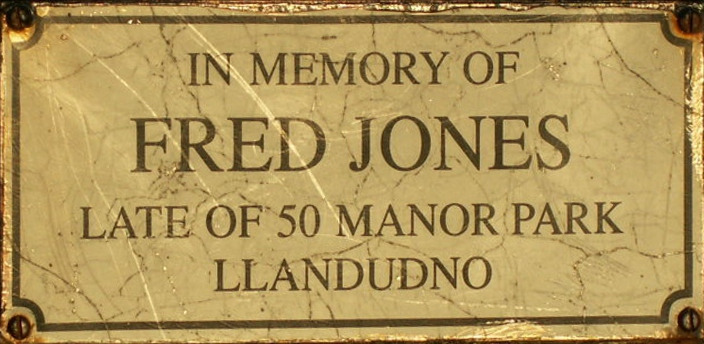 IN MEMORY OF
FRED JONES
LATE OF 50 MANOR PARK
LLANDUDNO